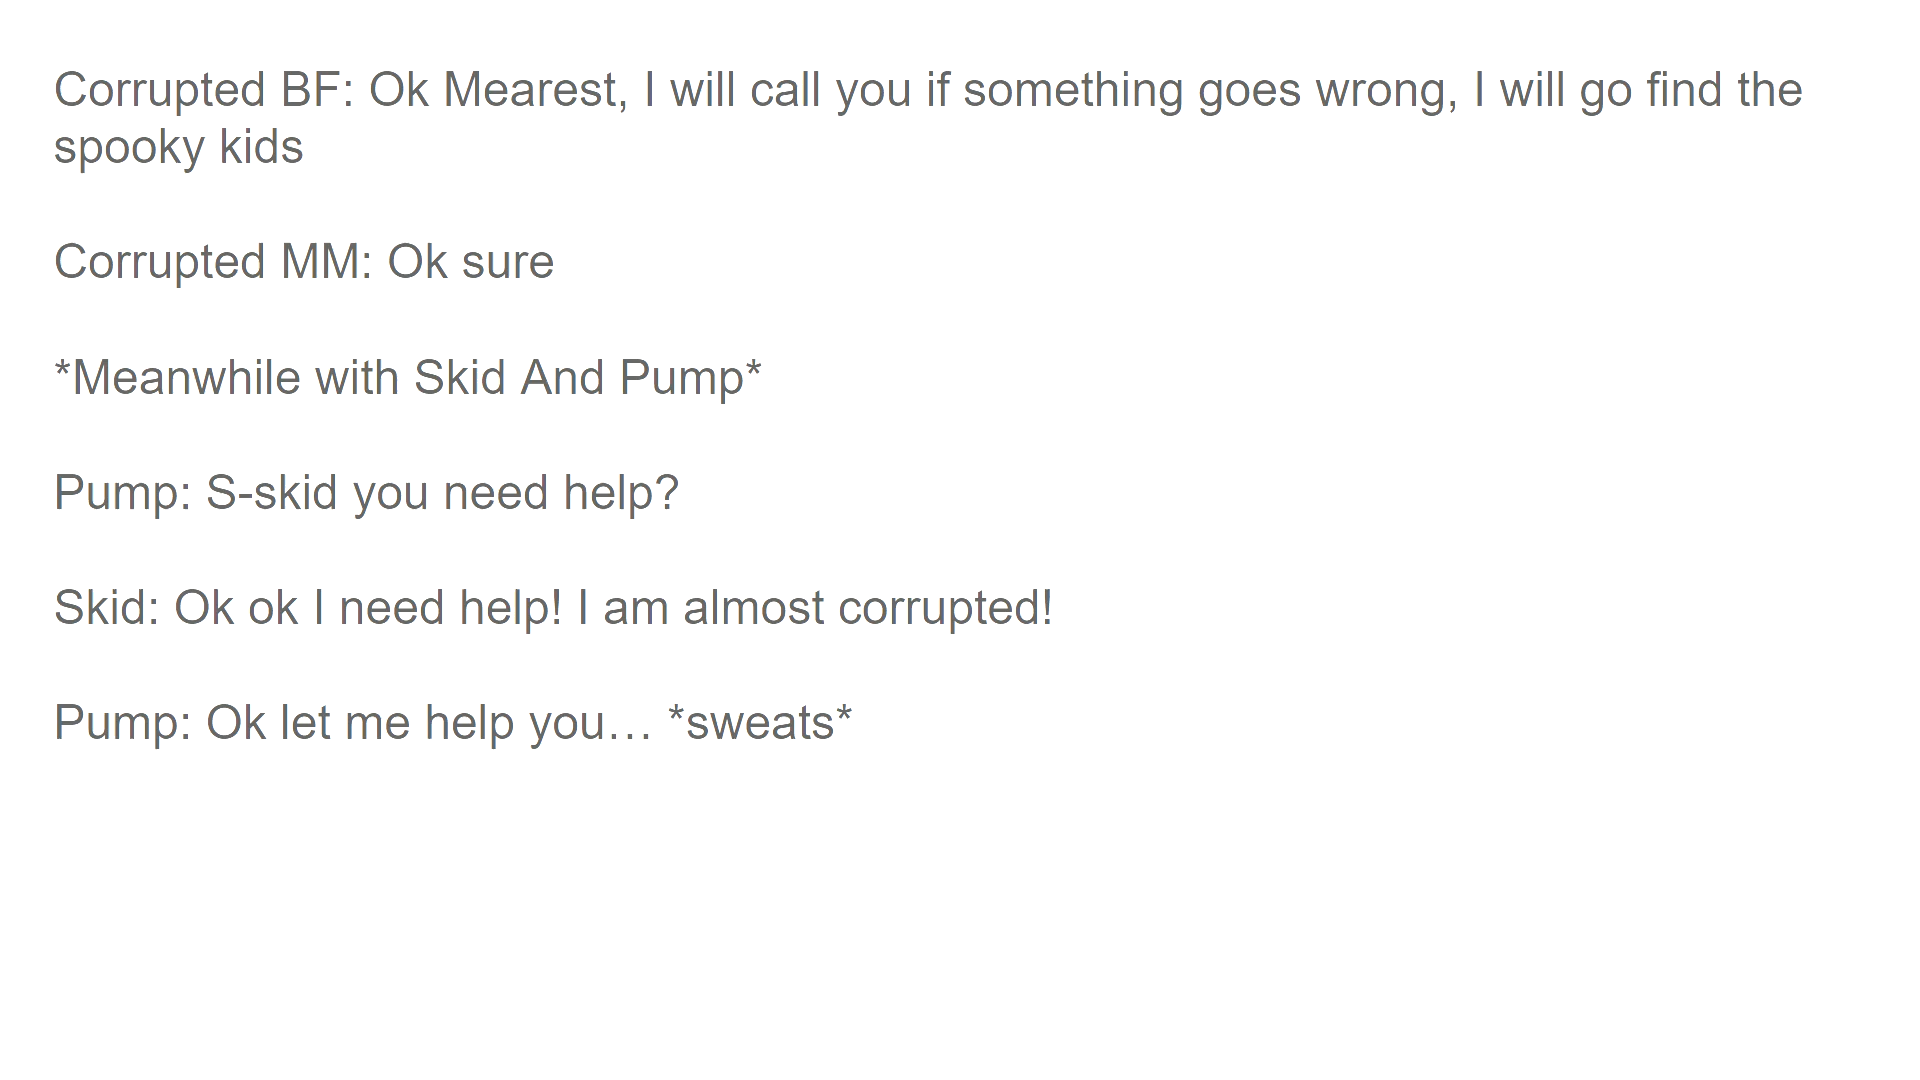 Corrupted BF: Ok Mearest, I will call you if something goes wrong, I will go find the
spooky kids
Corrupted MM: Ok sure
*Meanwhile with Skid And Pump*
Pump: S-skid you need help?
Skid: Ok ok I need help! I am almost corrupted!
Pump: Ok let me help you… *sweats*